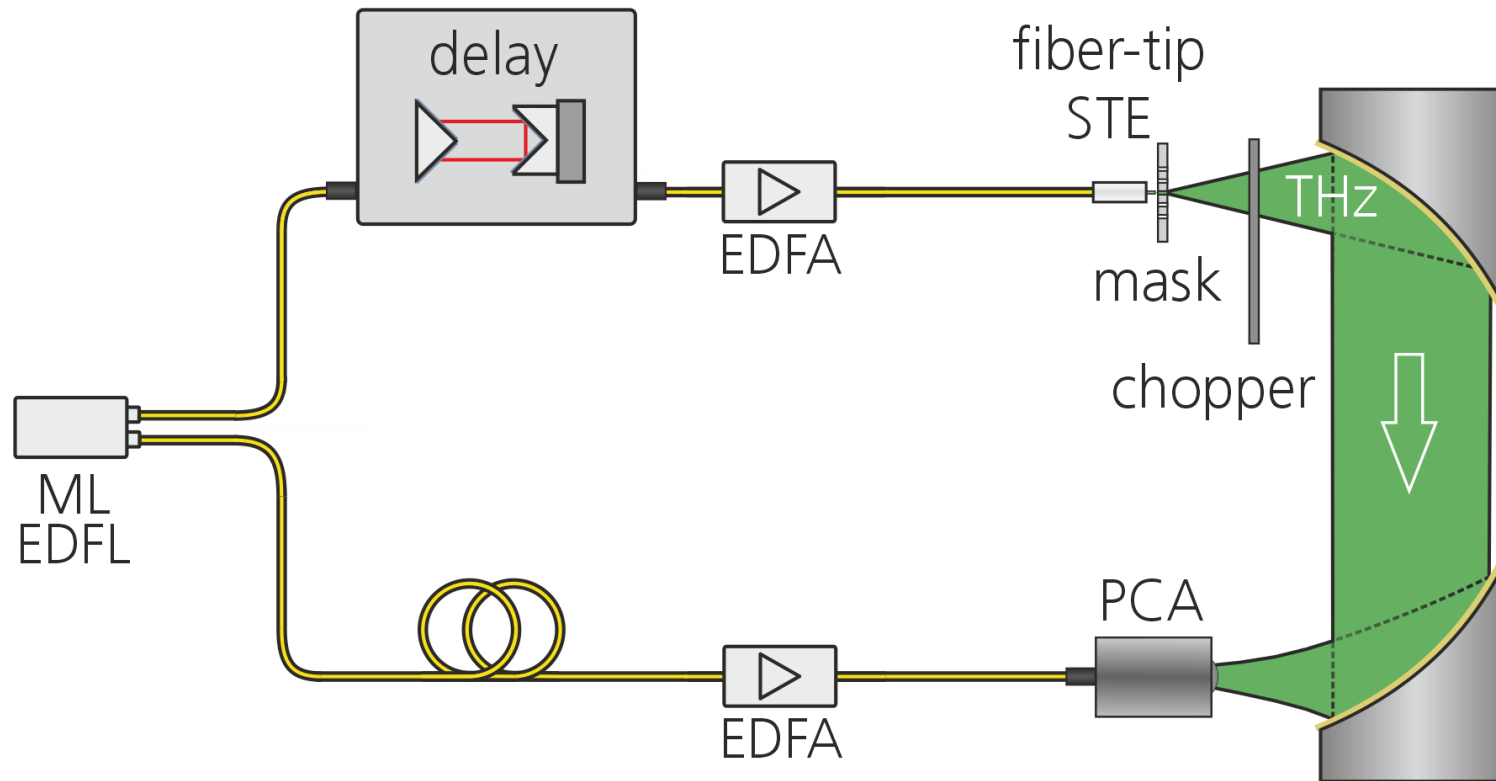 delay
fiber-tip
STE
THz
EDFA
mask
chopper
ML
EDFL
PCA
EDFA